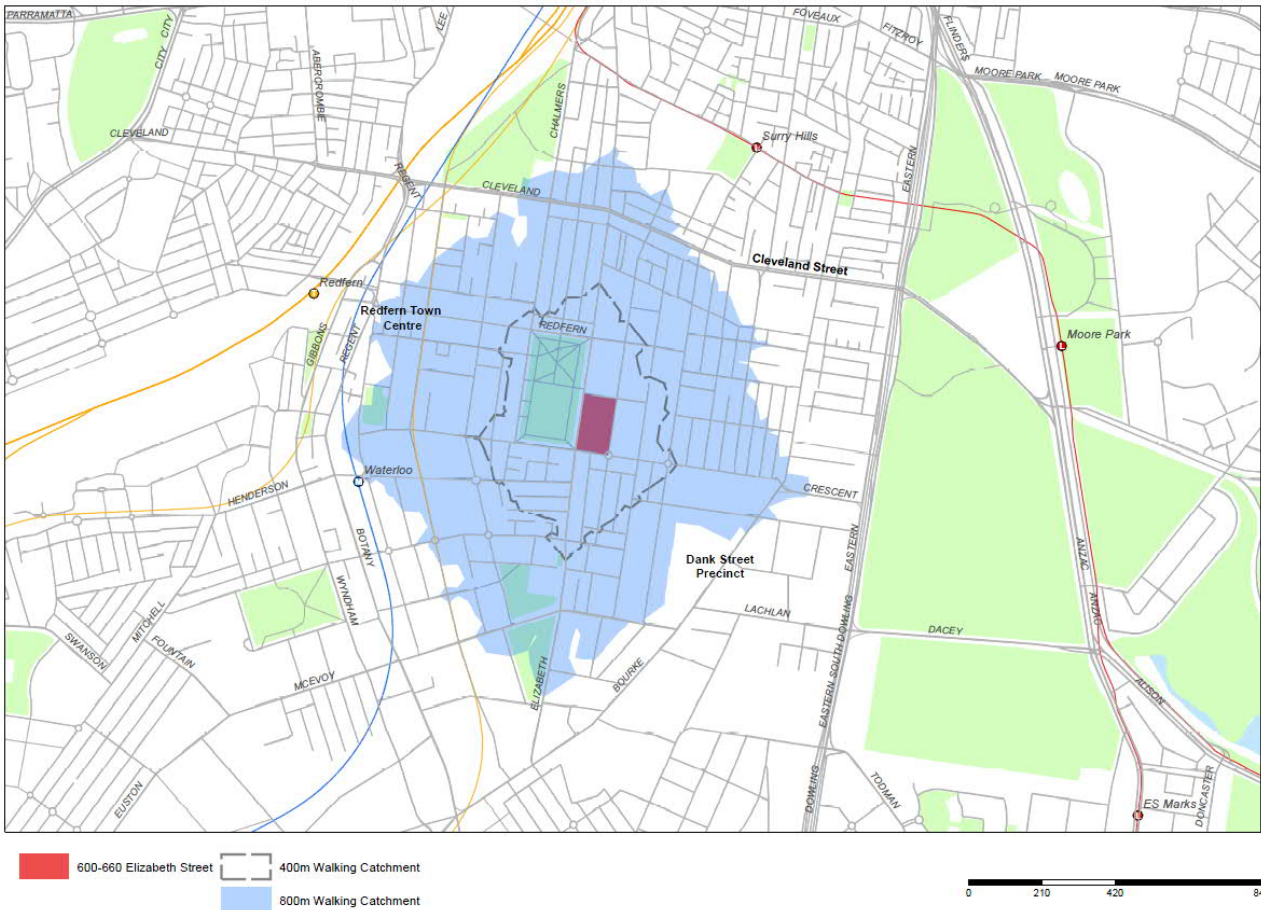 PARRAMATTA
CITY
CITY
LEE
ABERCROMBIE
CHALMERS
FOVEAUX
FITZROY
FLINDERS
MOORE PARK
MOORE PARK
CLEVELAND
Surry Hills
REGENT
CLEVELAND
EASTERN
Cleveland Street
Redfern
Redfern Town
Centre
REDFERN
GIBBONS
REGENT
Moore Park
Waterloo
HENDERSON
CRESCENT
BOTANY
EASTERN
ANZAC
Dank Street
Precinct
WYNDHAM
LACHLAN
ANZAC
DACEY
MITCHELL
SWANSON
FOUNTAIN
MCEVOY
ELIZABETH
BOURKE
EASTERN SOUTH DOWLING
ALISON
EUSTON
DOWLING
TODMAN
ES Marks
DONCASTER
600-660 Elizabeth Street
400m Walking Catchment
800m Walking Catchment
0
210
420